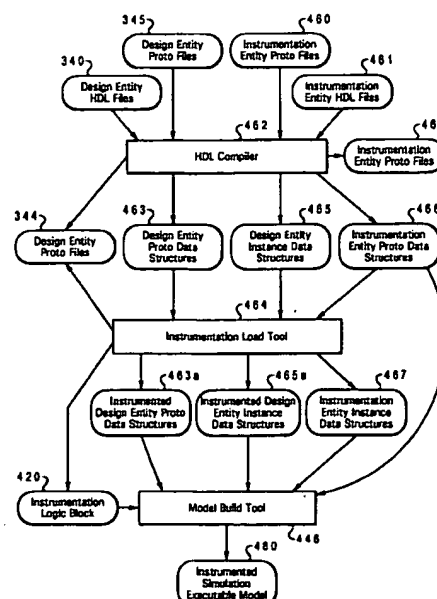 345
460
Design Entity
Proto Files
Instrumentation
Entity Proto Files
340
461
Design Entity
HDL Files
Instrumentation
Entity HDL Files
462
HDL Compiler
46
Instrumentation
Entity Proto Files
463
465
466
344
Design Entity
Proto Files
Design Entity
Proto Data
Structures
Design Entity
Instance Data
Structures
Instrumentation
Entity Proto Data
Structures
464
Instrumentation Load Tool
463a
465a
467
Instrumented
Design Entity Proto
Data Structures
Instrumented Design
Entity Instance
Data Structures
Instrumentation
Entity Instance
Data Structures
420
Instrumentation
Logic Block
Model Build Tool
446
480
Instrumented
Simulation
Executable Model